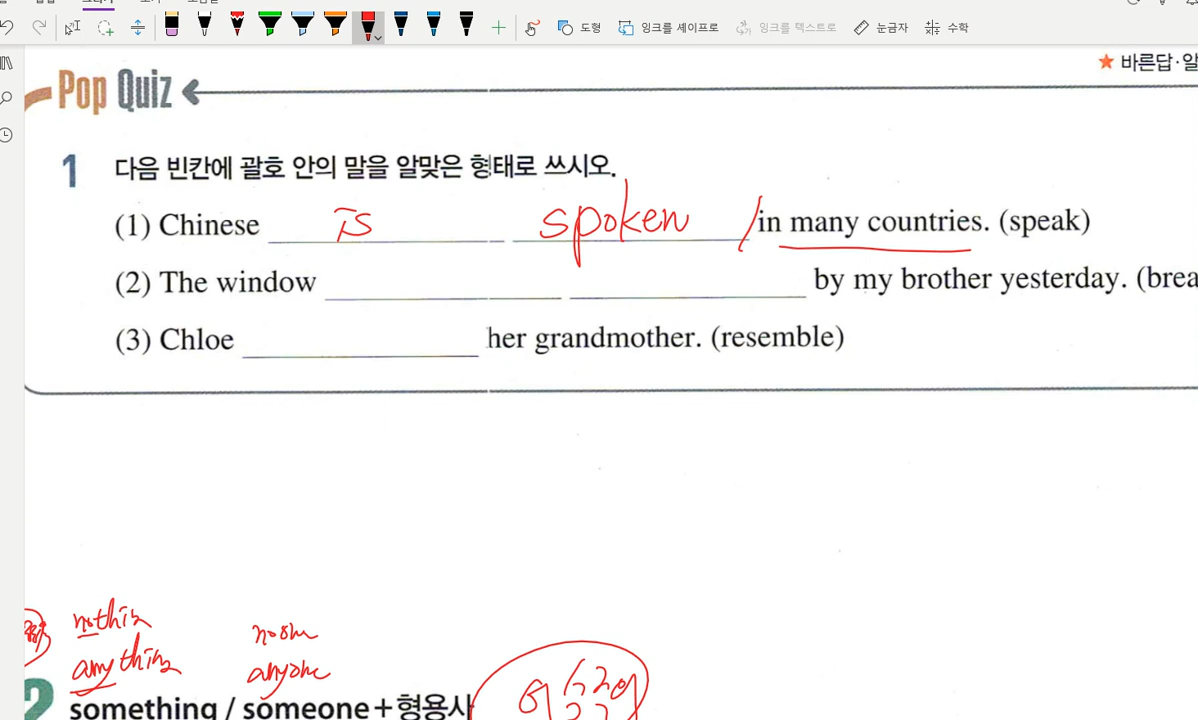 도형 잉크를 셰이프로 잉크를 텍스트로 눈금자 수학
★ 바른답·알
Pop Quiz
1 다음 빈칸에 괄호 안의 말을 알맞은 형태로 쓰시오.
(1) Chinese is spoken / in many countries. (speak)
(2) The window ____ ____ by my brother yesterday. (brea
(3) Chloe ____ her grandmother. (resemble)
anything anyone
2 something / someone + 형용사